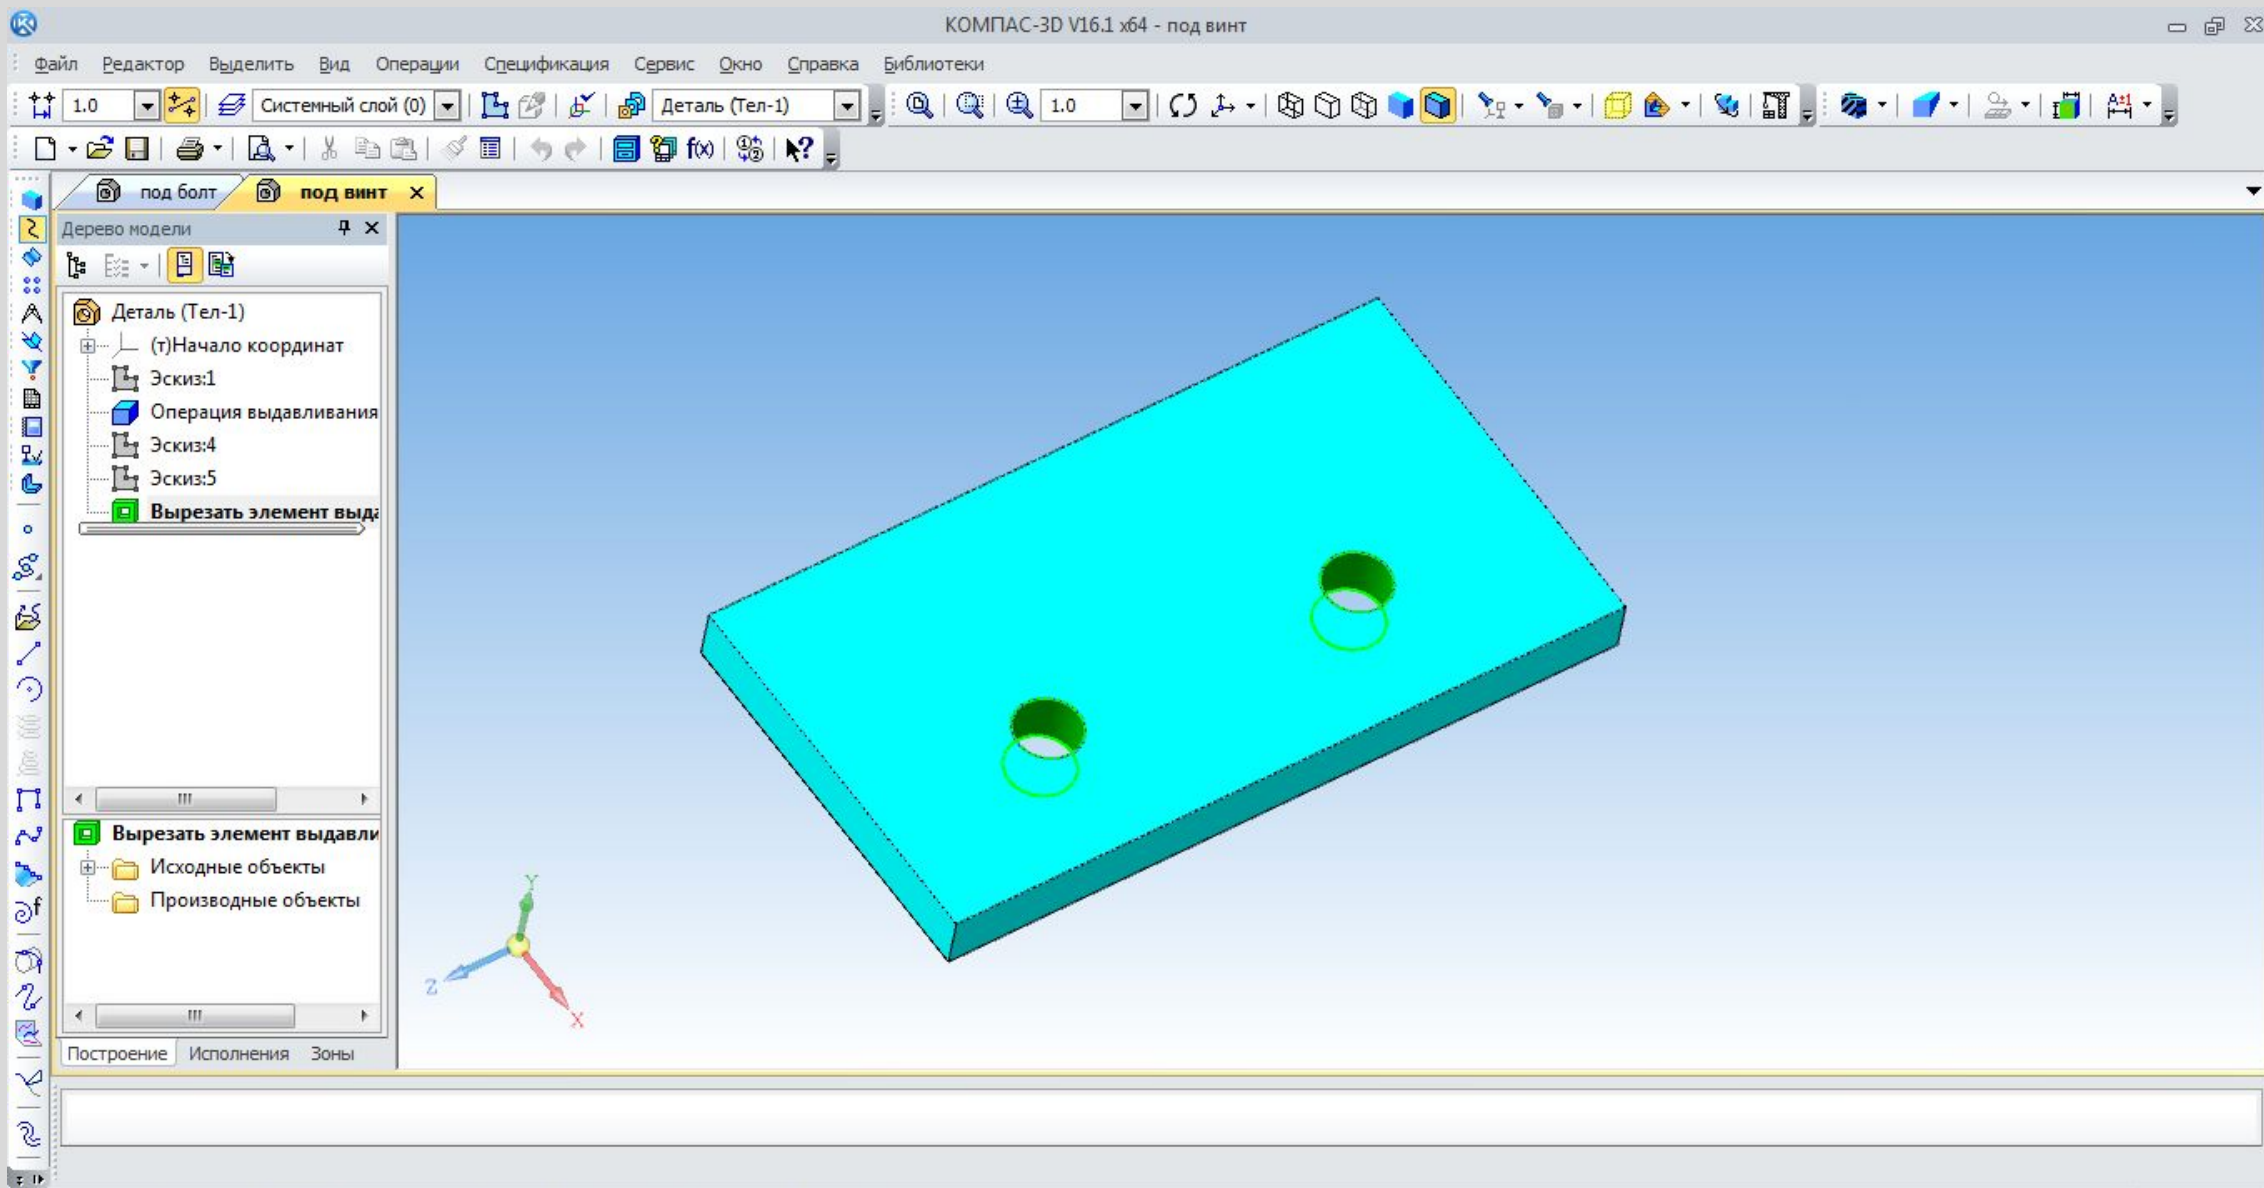 КОМПАС-3D V16.1 x64 - под винт
Файл Редактор Выделить Вид Операции Спецификация Сервис Окно Справка Библиотеки
1.0 Системный слой (0) Деталь (Тел-1) 1.0
f(x)
под болт под винт
Дерево модели
Деталь (Тел-1)
(т)Начало координат
Эскиз:1
Операция выдавливания
Эскиз:4
Эскиз:5
Вырезать элемент выда
Вырезать элемент выдавли
Исходные объекты
Производные объекты
Y
Z
X
Построение Исполнения Зоны